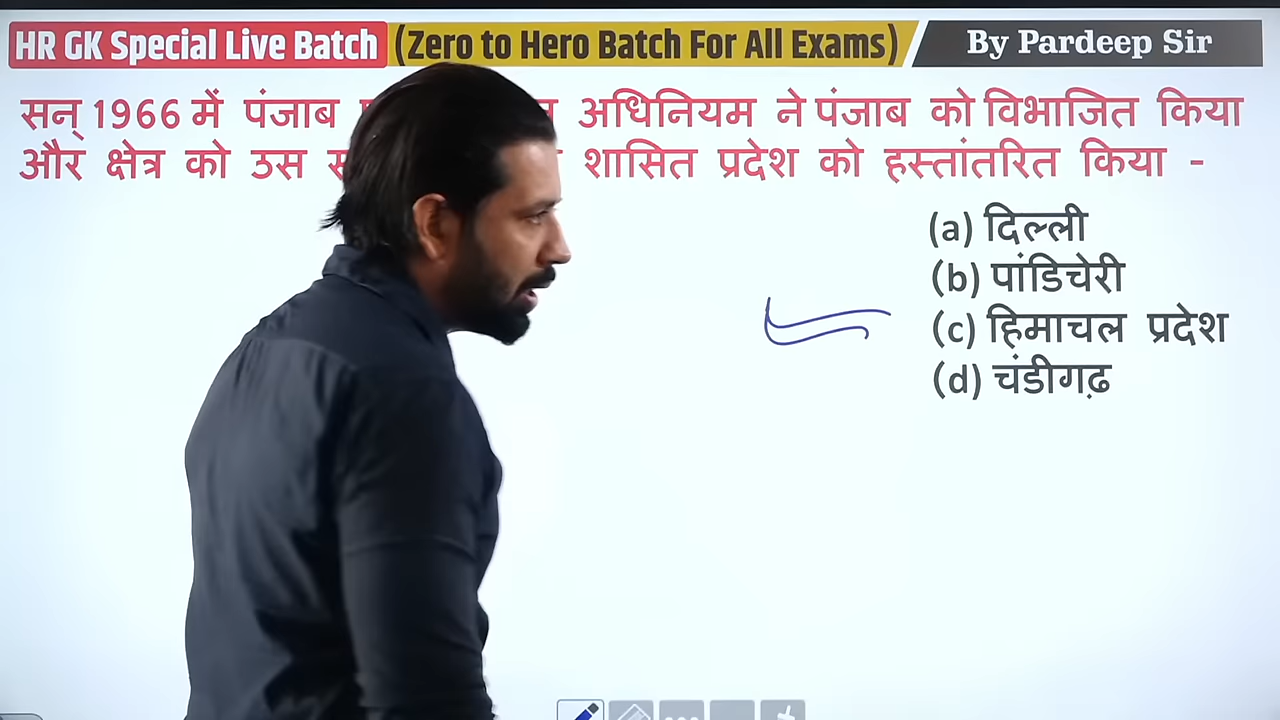 HR GK Special Live Batch (Zero to Hero Batch For All Exams) By Pardeep Sir
सन् 1966 में पंजाब अधिनियम ने पंजाब को विभाजित किया
और क्षेत्र को उस शासित प्रदेश को हस्तांतरित किया -
(a) दिल्ली
(b) पांडिचेरी
(c) हिमाचल प्रदेश
(d) चंडीगढ़